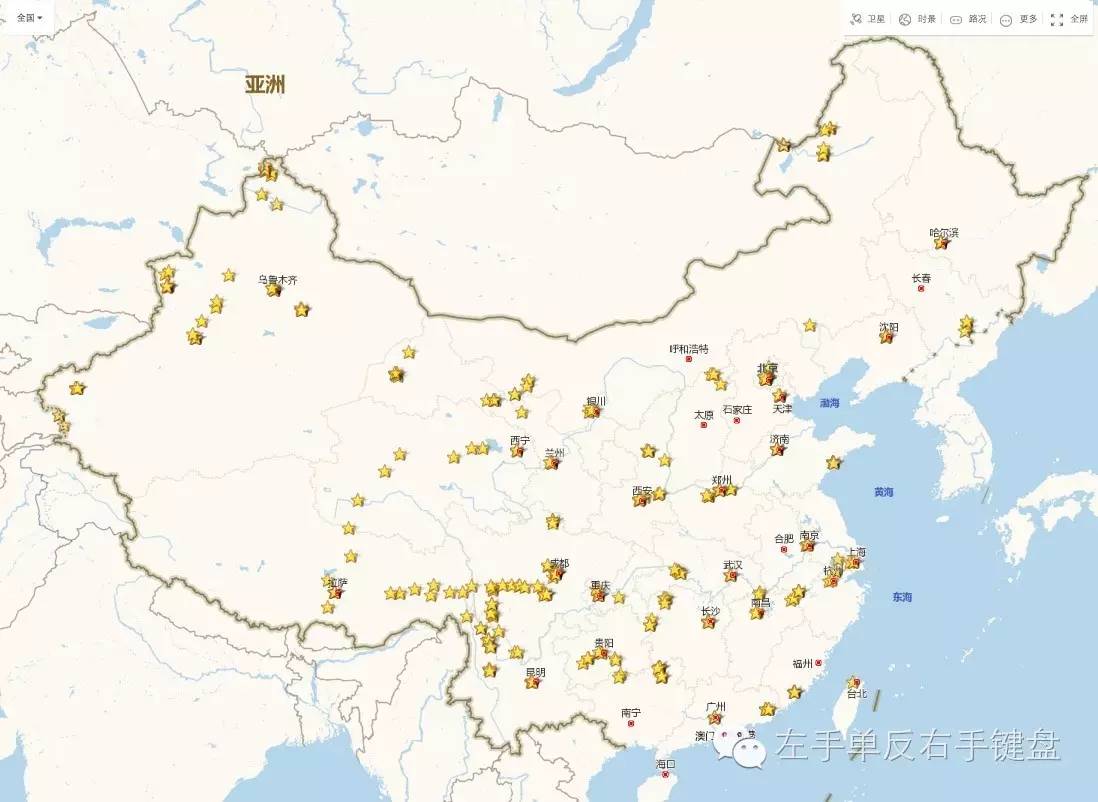 全国
卫星
时景
路况
更多
全屏
亚洲
哈尔滨
长春
乌鲁木齐
沈阳
呼和浩特
北京
天津
渤海
银川
太原
石家庄
西宁
兰州
济南
西安
郑州
黄海
合肥
南京
上海
成都
武汉
拉萨
重庆
南昌
东海
长沙
贵阳
昆明
福州
台北
广州
南宁
澳门
海口
左手单反右手键盘